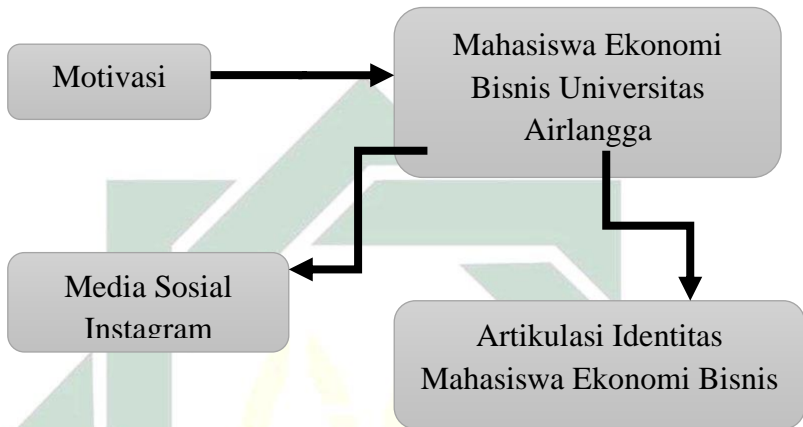 Motivasi
Mahasiswa Ekonomi
Bisnis Universitas
Airlangga
Media Sosial
Instagram
Artikulasi Identitas
Mahasiswa Ekonomi Bisnis